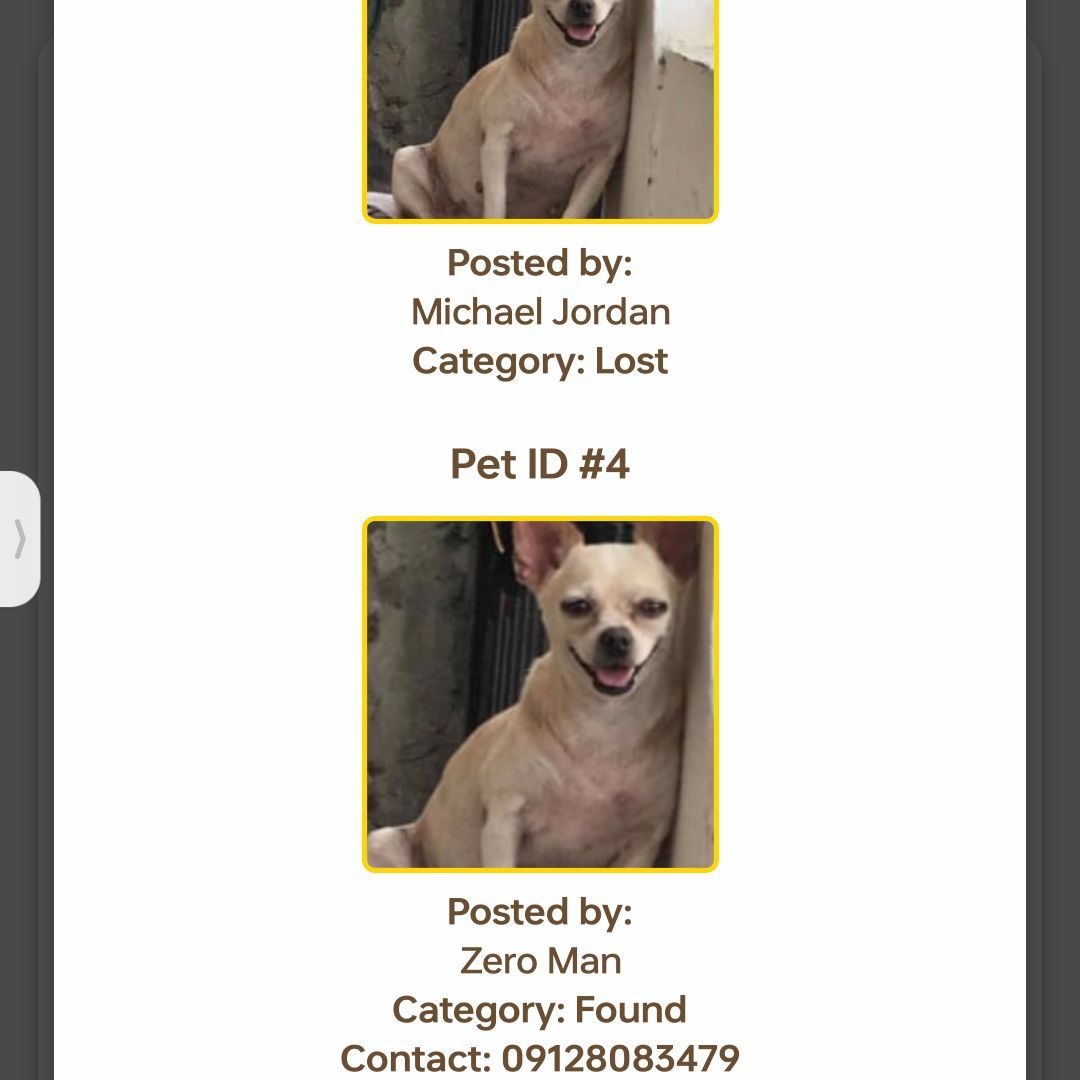 Posted by:
Michael Jordan
Category: Lost
Pet ID #4
Posted by:
Zero Man
Category: Found
Contact: 09128083479